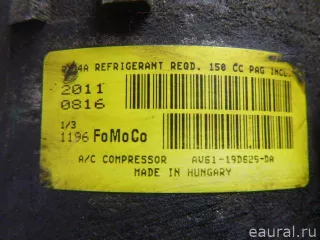 REFRIGERANT REQD. 150 CC PAG INCL.
2011
0816
1/3
1196 FoMoCo
A/C COMPRESSOR AV61-19D629-DA
MADE IN HUNGARY
eaural.ru